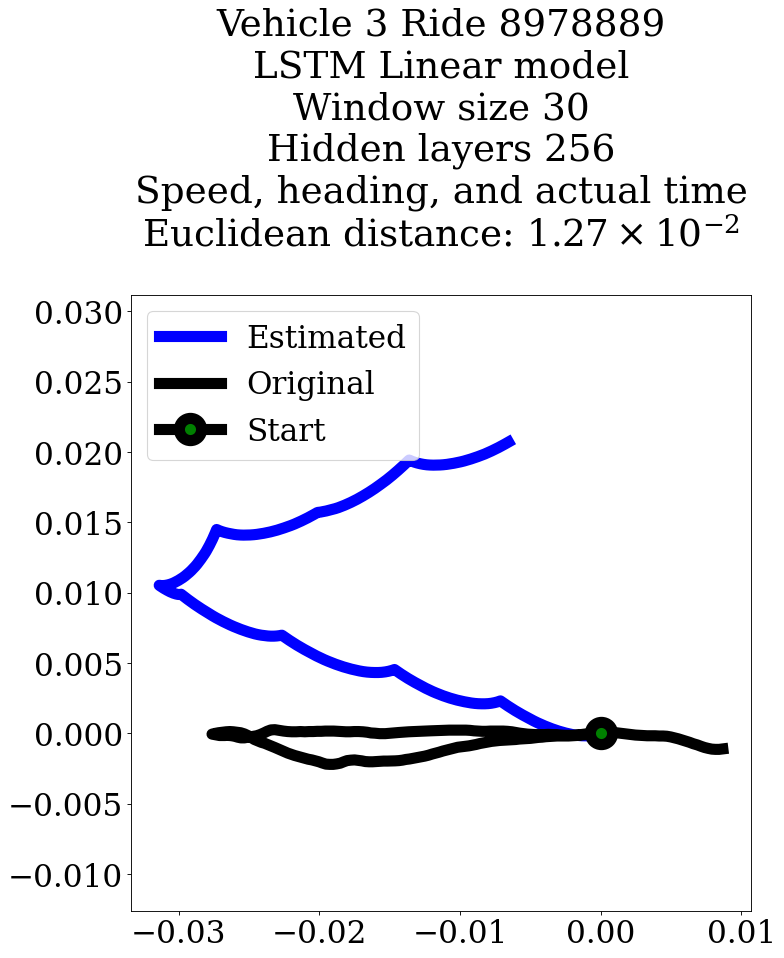 Vehicle 3 Ride 8978889
LSTM Linear model
Window size 30
Hidden layers 256
Speed, heading, and actual time
Euclidean distance: 1.27 × 10⁻²
0.030
0.025
0.020
0.015
0.010
0.005
0.000
−0.005
−0.010
Estimated
Original
Start
−0.03 −0.02 −0.01 0.00 0.01